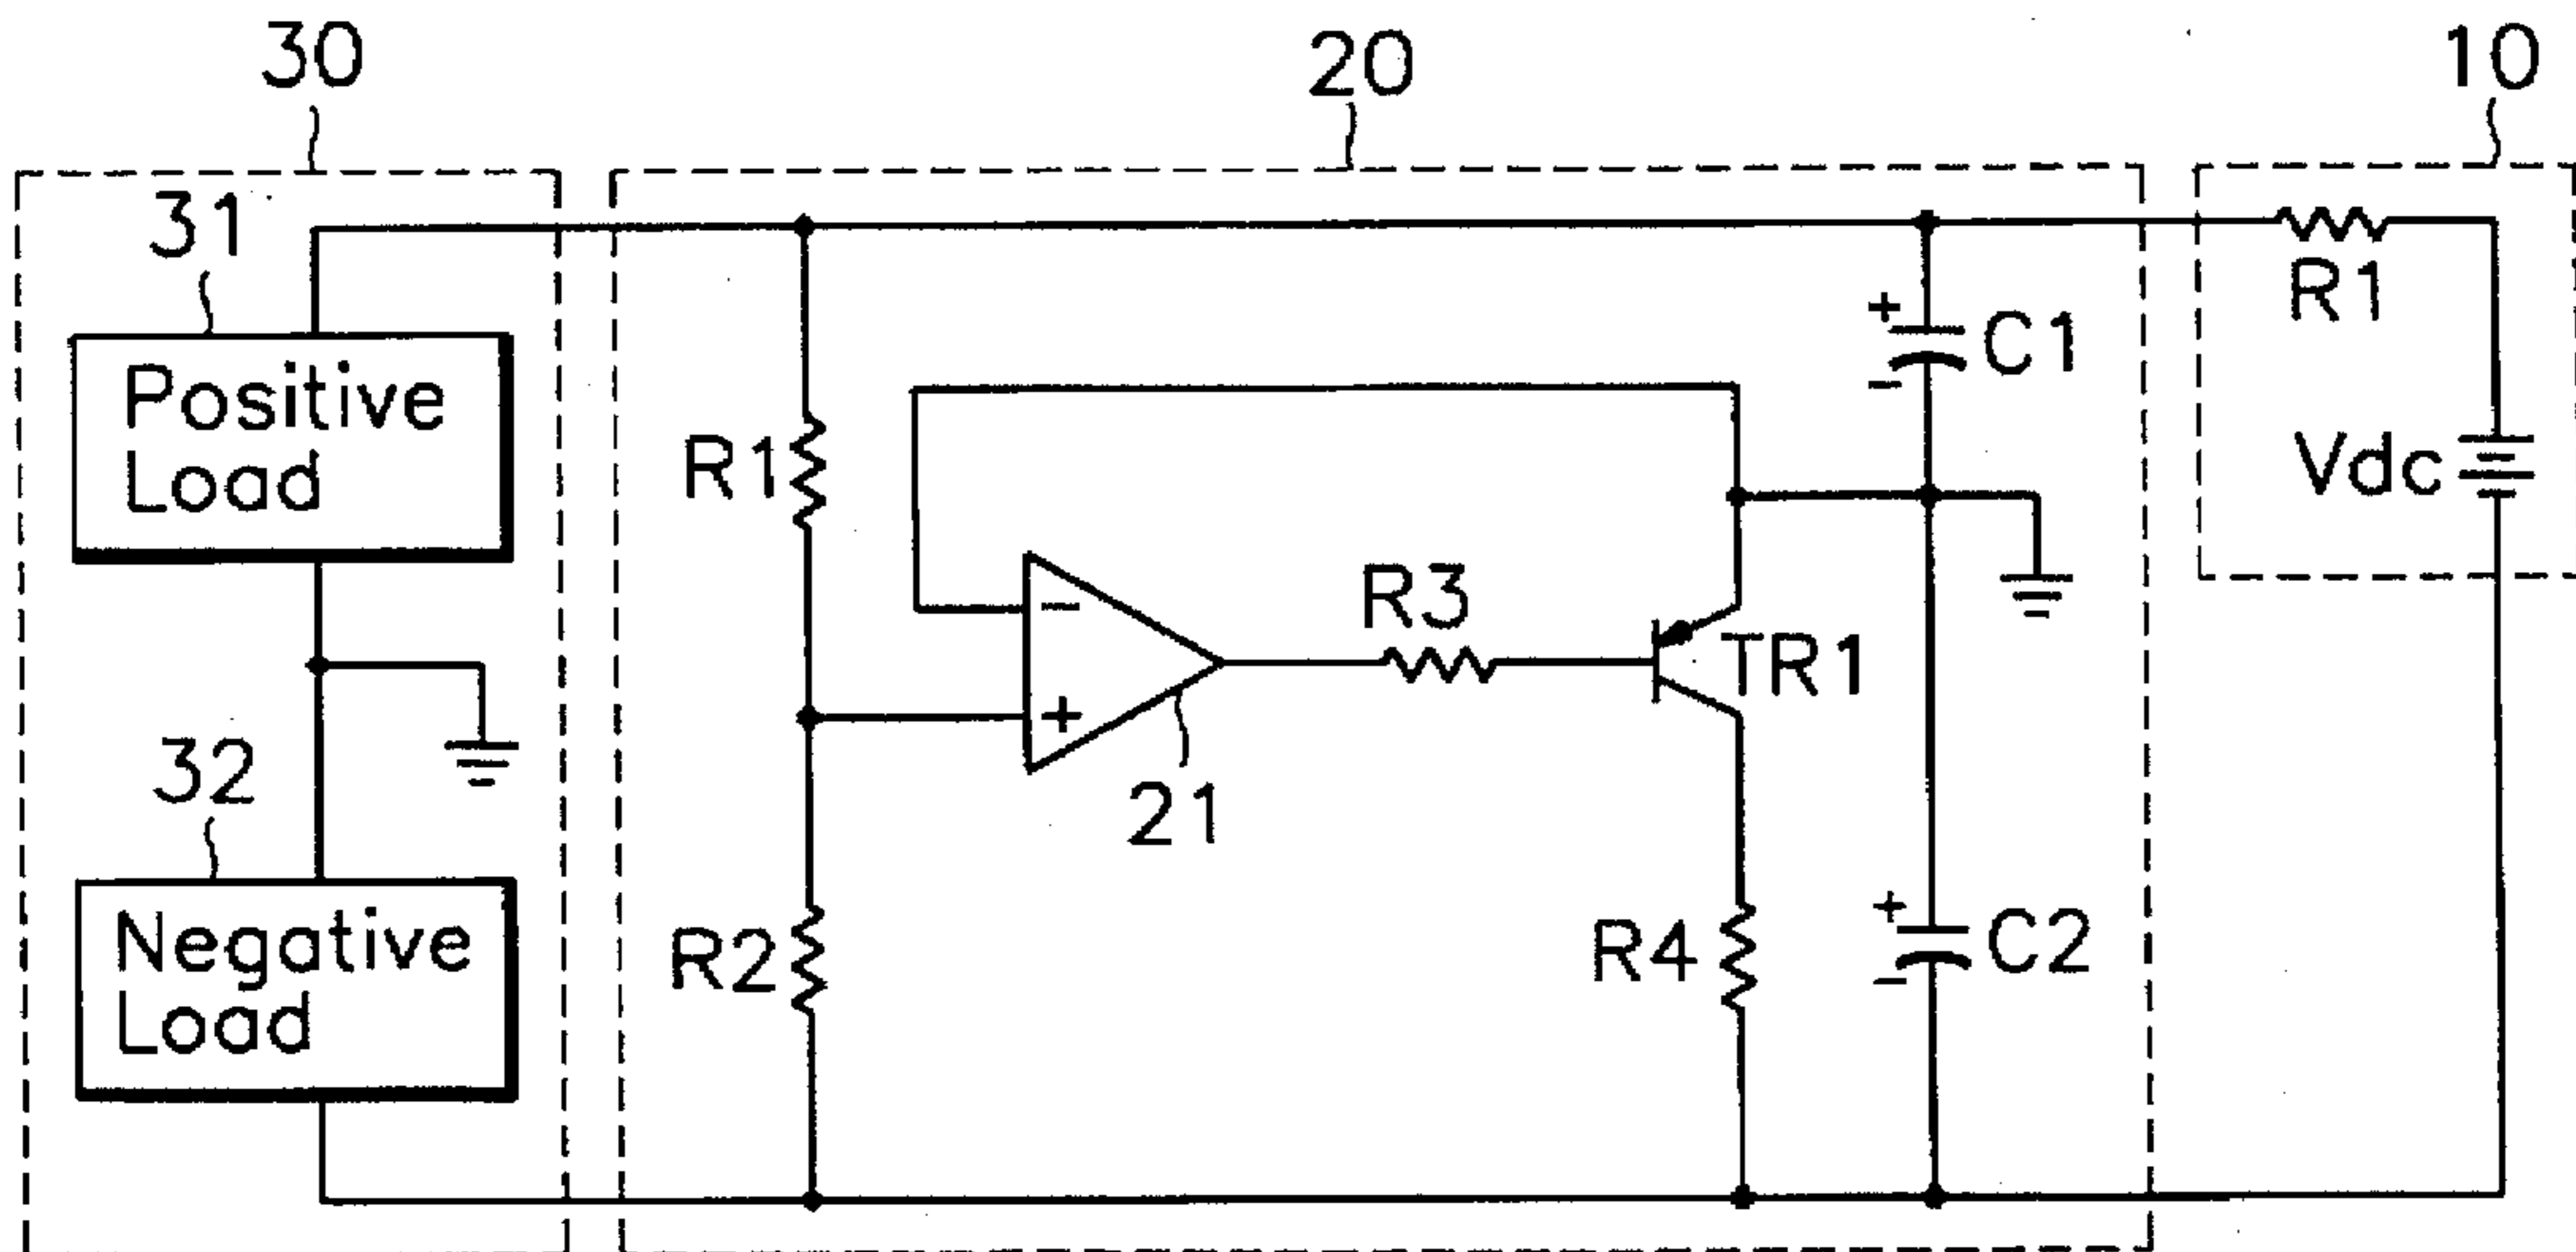 30
20
10
31
Positive
Load
R1
+
C1
-
R1
Vdc
-
R3
TR1
+
21
32
Negative
Load
R2
R4
+
C2
-